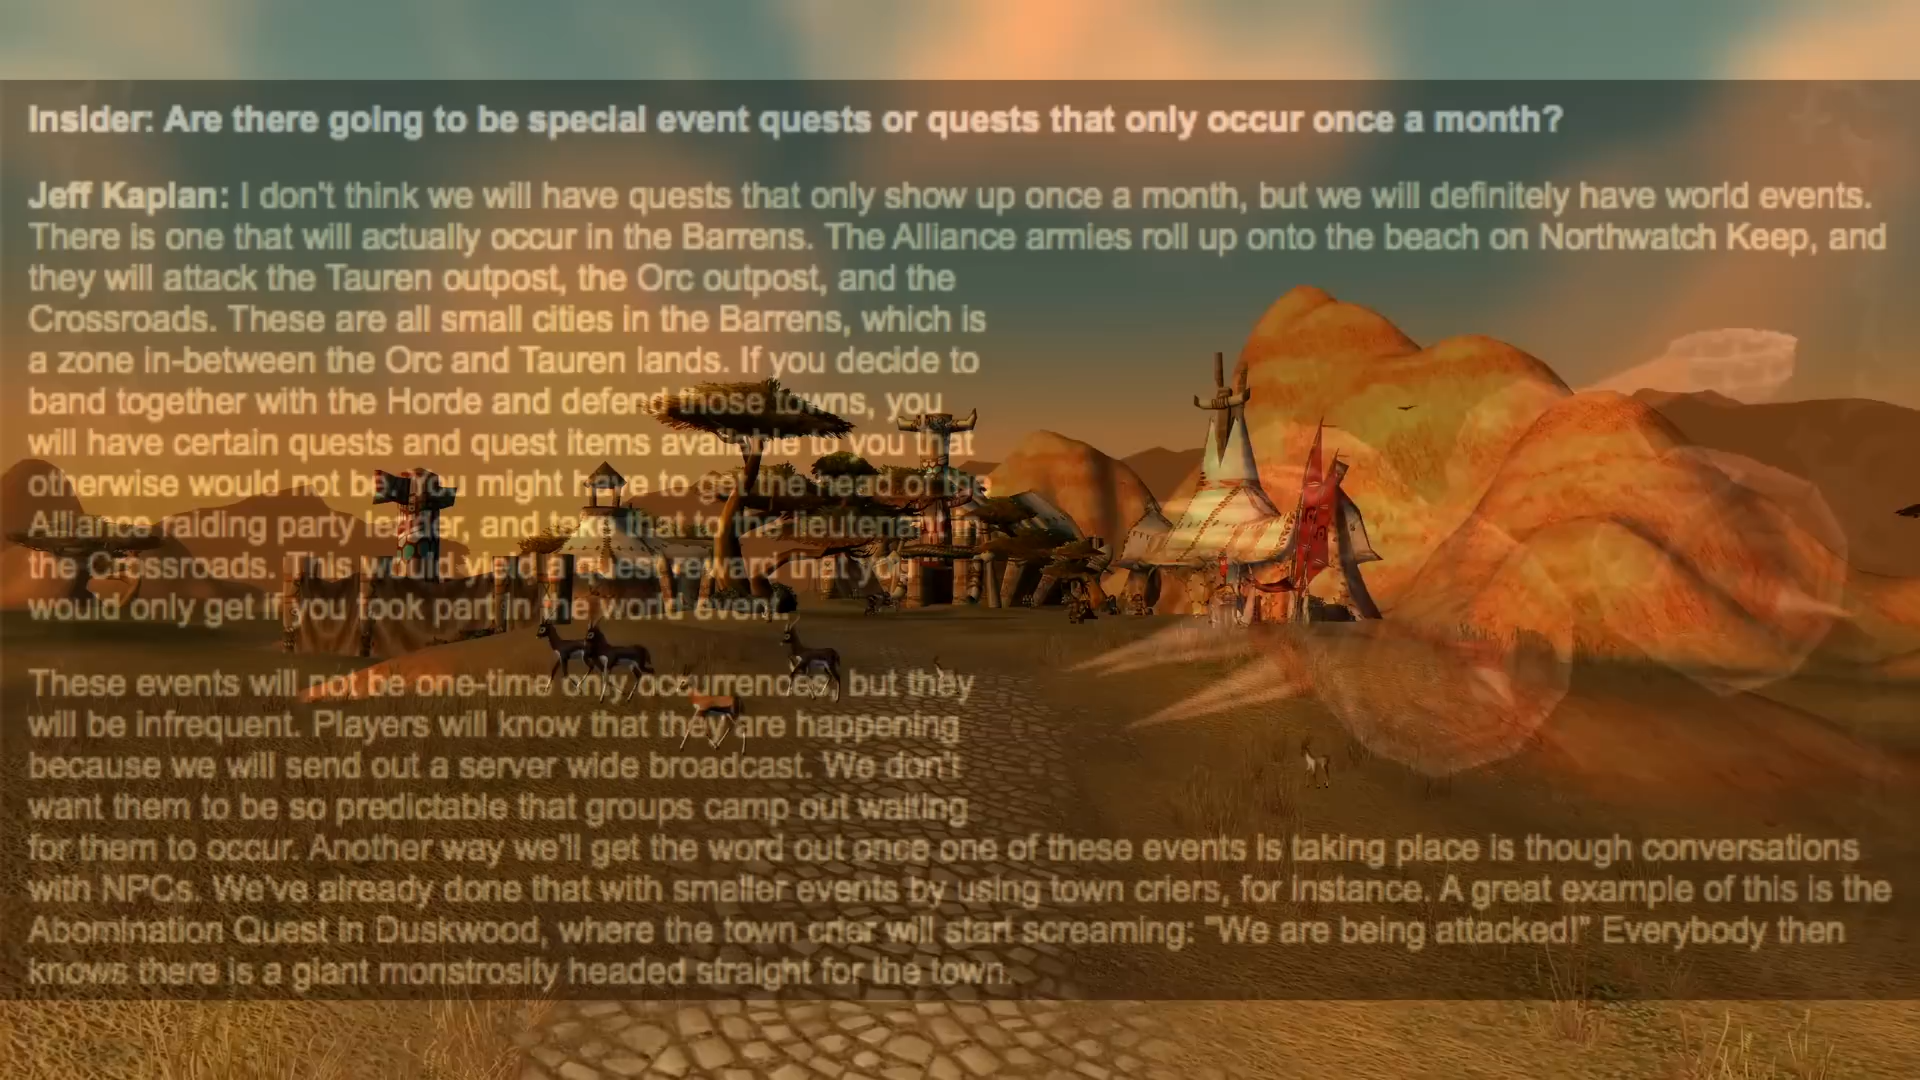 Insider: Are there going to be special event quests or quests that only occur once a month?
Jeff Kaplan: I don't think we will have quests that only show up once a month, but we will definitely have world events.
There is one that will actually occur in the Barrens. The Alliance armies roll up onto the beach on Northwatch Keep, and
they will attack the Tauren outpost, the Orc outpost, and the
Crossroads. These are all small cities in the Barrens, which is
a zone in-between the Orc and Tauren lands. If you decide to
band together with the Horde and defend those towns, you
will have certain quests and quest items available to you that
otherwise would not be. You might have to get the head of the
Alliance raiding party leader, and take that to the lieutenant in
the Crossroads. This would yield a quest reward that you
would only get if you took part in the world event.
These events will not be one-time only occurrences, but they
will be infrequent. Players will know that they are happening
because we will send out a server wide broadcast. We don't
want them to be so predictable that groups camp out waiting
for them to occur. Another way we'll get the word out once one of these events is taking place is though conversations
with NPCs. We've already done that with smaller events by using town criers, for instance. A great example of this is the
Abomination Quest in Duskwood, where the town crier will start screaming: "We are being attacked!" Everybody then
knows there is a giant monstrosity headed straight for the town.